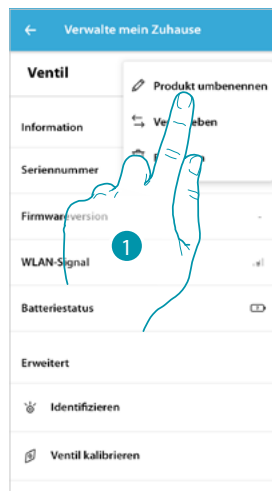 Verwalte mein Zuhause
Ventil
Produkt umbenennen
Information
Seriennummer
Firmwareversion
-
WLAN-Signal
1
Batteriestatus
Erweitert
Identifizieren
Ventil kalibrieren